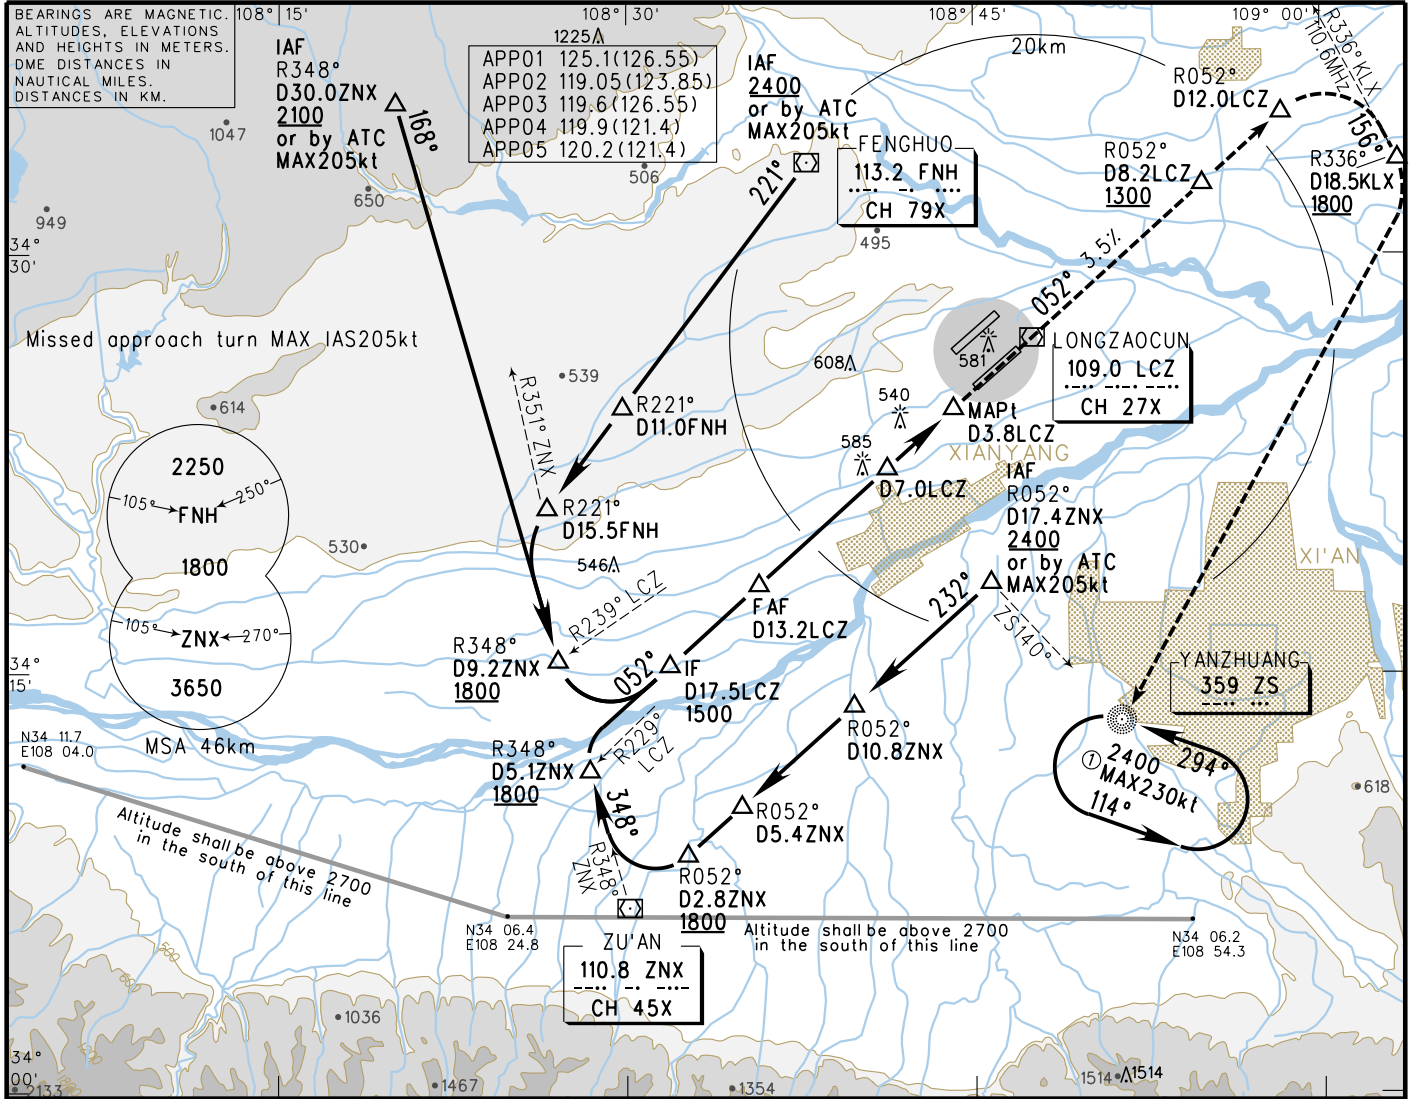 BEARINGS ARE MAGNETIC.
ALTITUDES, ELEVATIONS
AND HEIGHTS IN METERS.
DME DISTANCES IN
NAUTICAL MILES.
DISTANCES IN KM.
108° 15'
108° 30'
108° 45'
109° 00'
IAF
R348°
D30.0ZNX
2100
or by ATC
MAX205kt
168°
1225
APP01 125.1(126.55)
APP02 119.05(123.85)
APP03 119.6(126.55)
APP04 119.9(121.4)
APP05 120.2(121.4)
IAF
2400
or by ATC
MAX205kt
221°
20km
R336° KLX
110.6MHz
R052°
D12.0LCZ
156°
R052°
D8.2LCZ
1300
R336°
D18.5KLX
1800
FENGHUO
113.2 FNH
CH 79X
1047
949
650
506
495
34°
30'
052° 3.5%
Missed approach turn MAX IAS205kt
581
LONGZAOCUN
109.0 LCZ
CH 27X
608
539
540
614
R351° ZNX
R221°
D11.0FNH
MAPt
D3.8LCZ
585
XIANYANG
D7.0LCZ
IAF
R052°
D17.4ZNX
2400
or by ATC
MAX205kt
2250
105°
250°
FNH
1800
105°
ZNX
270°
3650
MSA 46km
R221°
D15.5FNH
530
546
XI'AN
R239° LCZ
FAF
D13.2LCZ
232°
ZS140°
R348°
D9.2ZNX
1800
052°
IF
D17.5LCZ
1500
34°
15'
YANZHUANG
359 ZS
R052°
D10.8ZNX
N34 11.7
E108 04.0
R348°
D5.1ZNX
1800
R229°
LCZ
① 2400
MAX230kt
294°
114°
618
348°
R052°
D5.4ZNX
Altitude shall be above 2700
in the south of this line
R348°
ZNX
R052°
D2.8ZNX
1800
N34 06.4
E108 24.8
Altitude shall be above 2700
in the south of this line
N34 06.2
E108 54.3
ZU'AN
110.8 ZNX
CH 45X
1036
34°
00'
2133
1467
1354
1514
1514